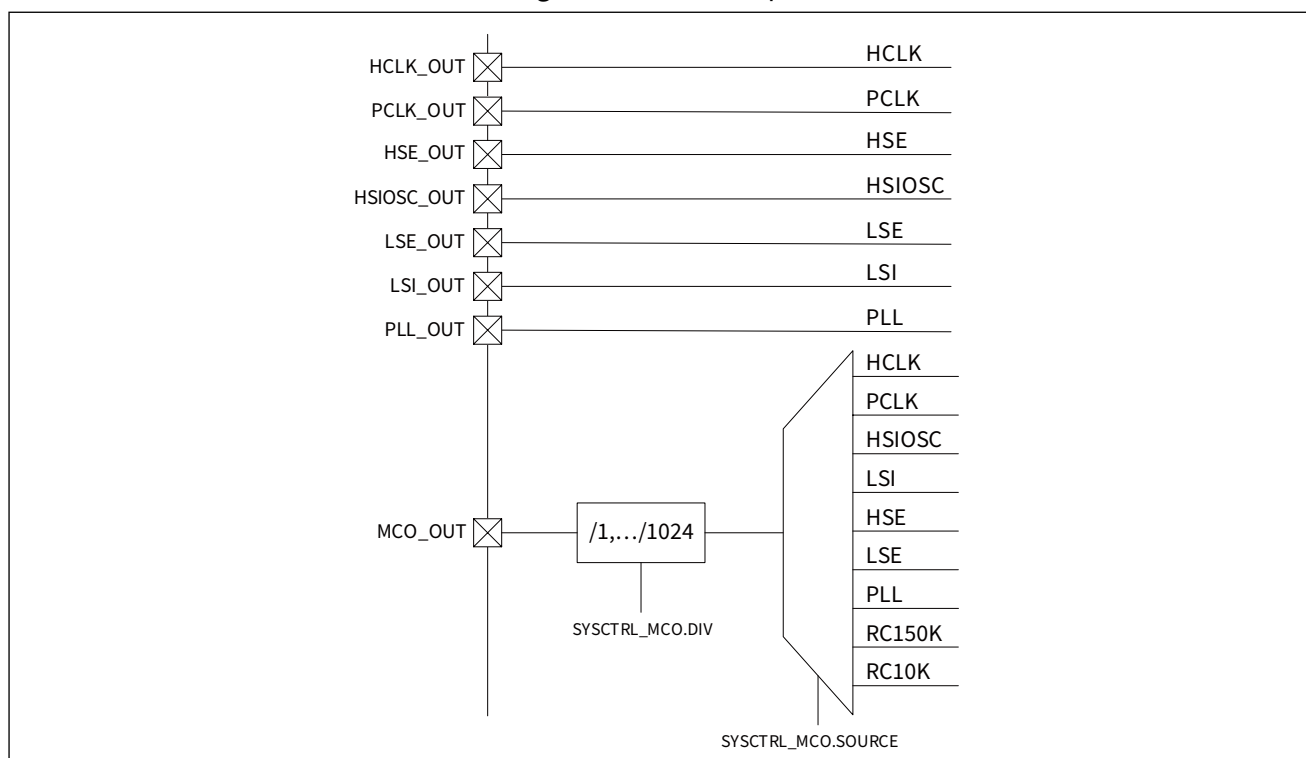 HCLK_OUT HCLK
PCLK_OUT PCLK
HSE_OUT HSE
HSIOSC_OUT HSIOSC
LSE_OUT LSE
LSI_OUT LSI
PLL_OUT PLL
HCLK
PCLK
HSIOSC
LSI
HSE
MCO_OUT /1,.../1024
LSE
PLL
SYSCTRL_MCO.DIV
RC150K
RC10K
SYSCTRL_MCO.SOURCE